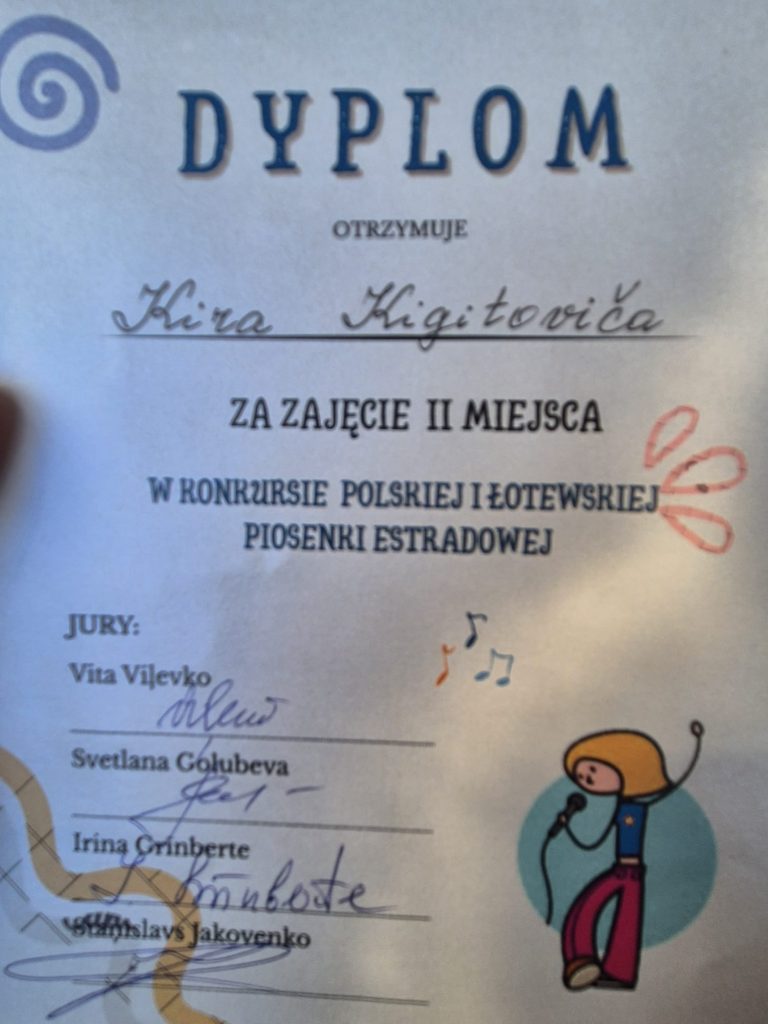 DYPLOM
OTRZYMUJE
Kira Kigitoviča
ZA ZAJĘCIE II MIEJSCA
W KONKURSIE POLSKIEJ I ŁOTEWSKIEJ
PIOSENKI ESTRADOWEJ
JURY:
Vita Viļevko
Svetlana Golubeva
Irina Grinberte
Jakovenko